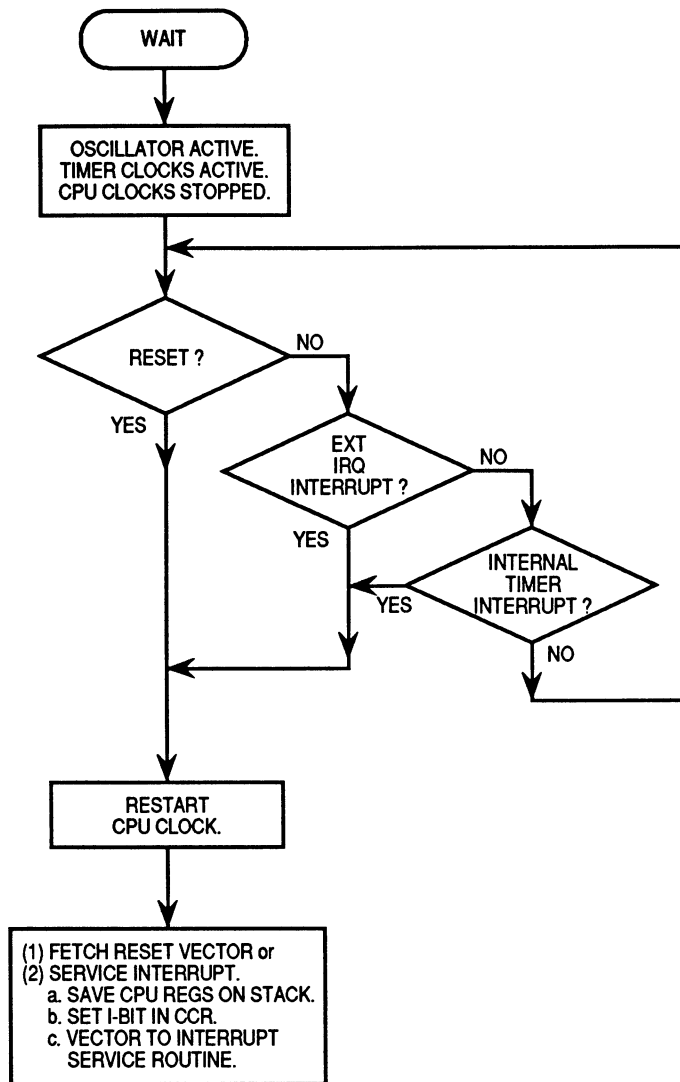 WAIT
OSCILLATOR ACTIVE.
TIMER CLOCKS ACTIVE.
CPU CLOCKS STOPPED.
RESET ?
NO
YES
EXT
IRQ
INTERRUPT ?
NO
YES
INTERNAL
TIMER
INTERRUPT ?
YES
NO
RESTART
CPU CLOCK.
(1) FETCH RESET VECTOR or
(2) SERVICE INTERRUPT.
a. SAVE CPU REGS ON STACK.
b. SET I-BIT IN CCR.
c. VECTOR TO INTERRUPT
SERVICE ROUTINE.